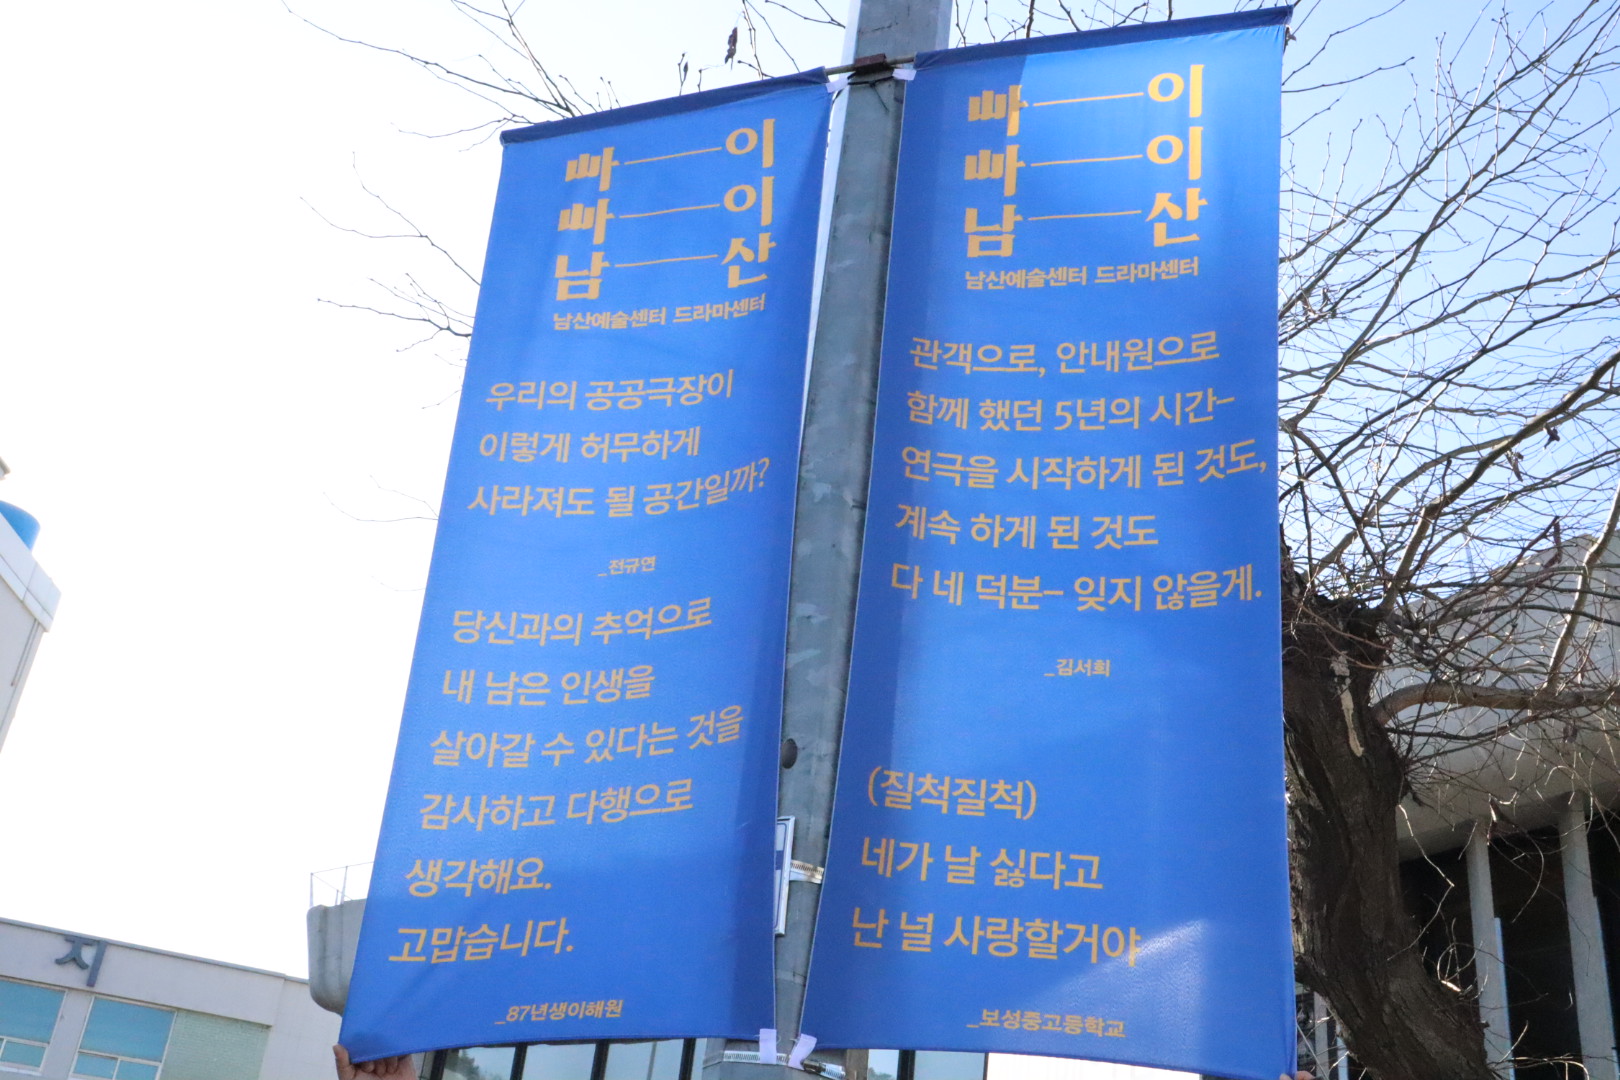 빠 이
빠 이
남 산
남산예술센터 드라마센터
우리의 공공극장이
이렇게 허무하게
사라져도 될 공간일까?
_전규연
당신과의 추억으로
내 남은 인생을
살아갈 수 있다는 것을
감사하고 다행으로
생각해요.
고맙습니다.
_87년생이해원
빠 이
빠 이
남 산
남산예술센터 드라마센터
관객으로, 안내원으로
함께 했던 5년의 시간-
연극을 시작하게 된 것도,
계속 하게 된 것도
다 네 덕분- 잊지 않을게.
_김서희
(질척질척)
네가 날 싫다고
난 널 사랑할거야
_보성중고등학교
저